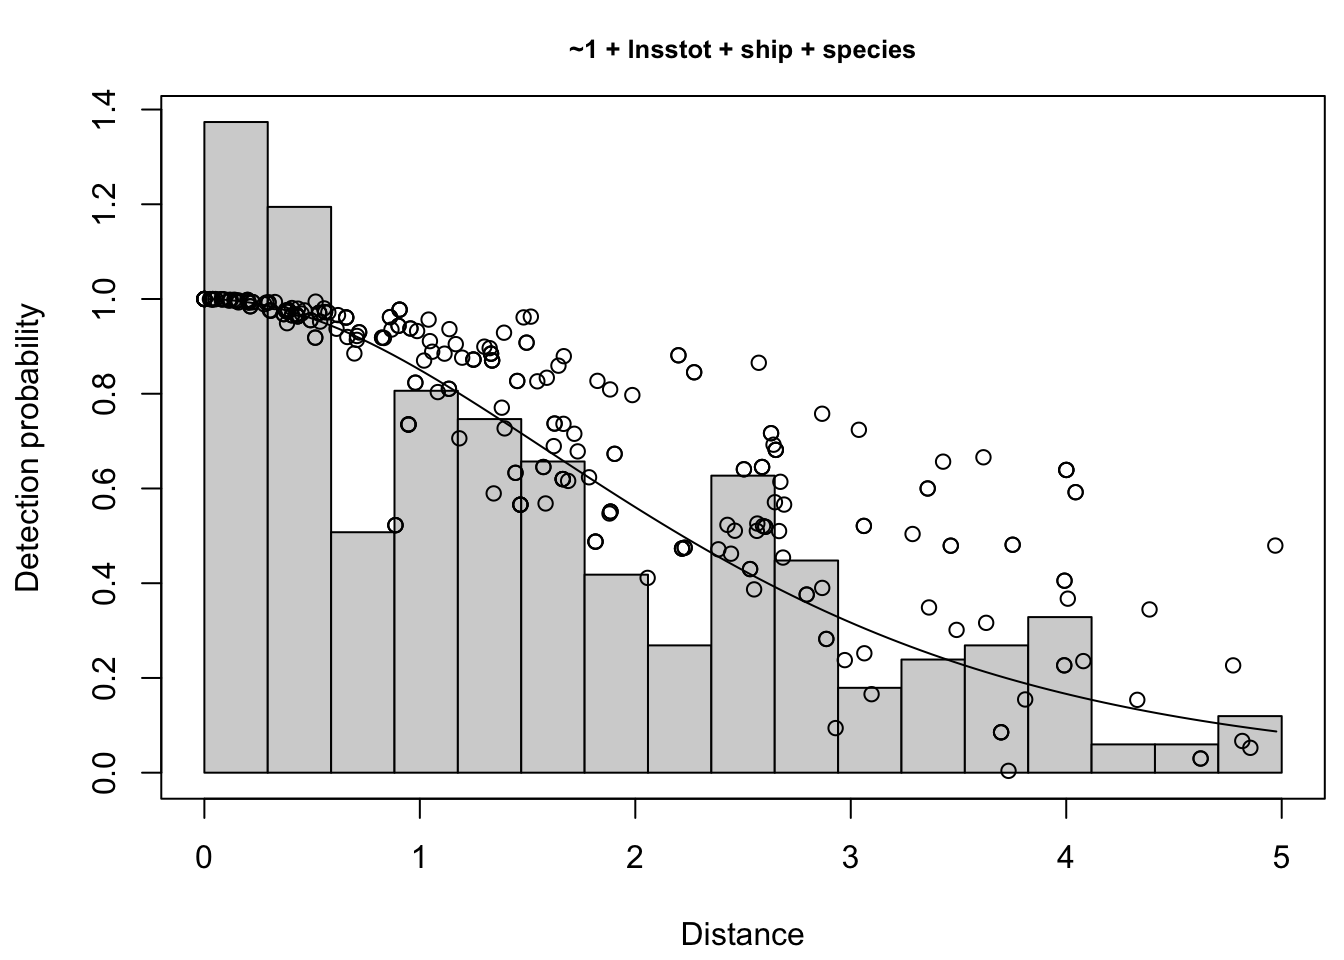 ~1 + lnsstot + ship + species
Detection probability
1.4
1.2
1.0
0.8
0.6
0.4
0.2
0.0
0 1 2 3 4 5
Distance